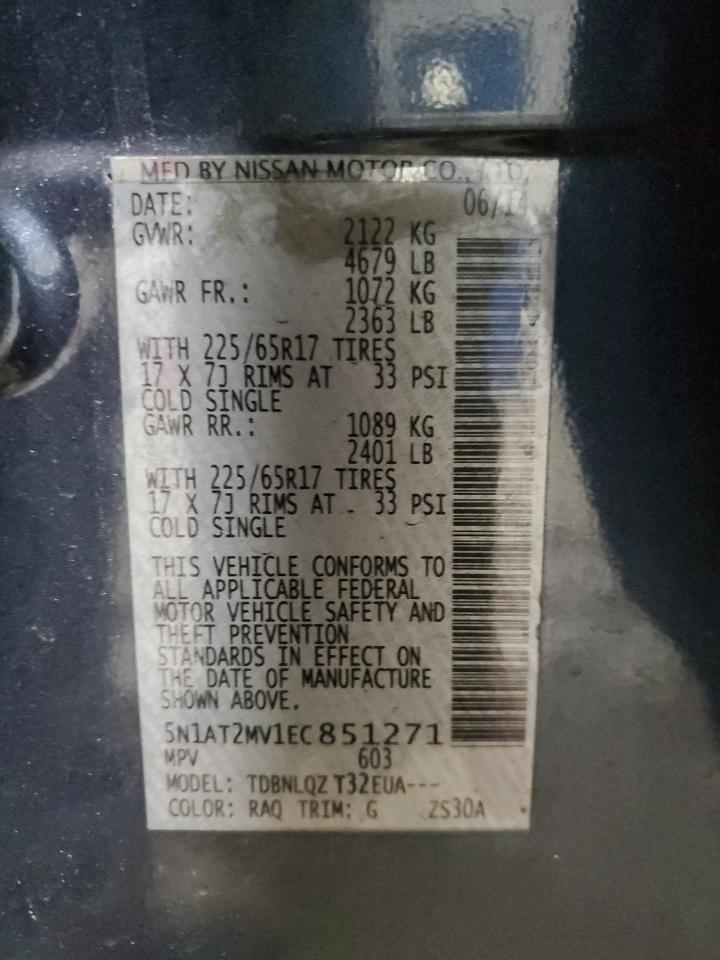 MFD BY NISSAN MOTOR CO., LTD.
DATE: 06/14
GVWR: 2122 KG
4679 LB
GAWR FR.: 1072 KG
2363 LB
WITH 225/65R17 TIRES
17 X 7J RIMS AT 33 PSI
COLD SINGLE
GAWR RR.: 1089 KG
2401 LB
WITH 225/65R17 TIRES
17 X 7J RIMS AT 33 PSI
COLD SINGLE
THIS VEHICLE CONFORMS TO
ALL APPLICABLE FEDERAL
MOTOR VEHICLE SAFETY AND
THEFT PREVENTION
STANDARDS IN EFFECT ON
THE DATE OF MANUFACTURE
SHOWN ABOVE.
5N1AT2MV1EC851271
MPV 603
MODEL: TDBNLQZ T32EUA---
COLOR: RAQ TRIM: G ZS30A